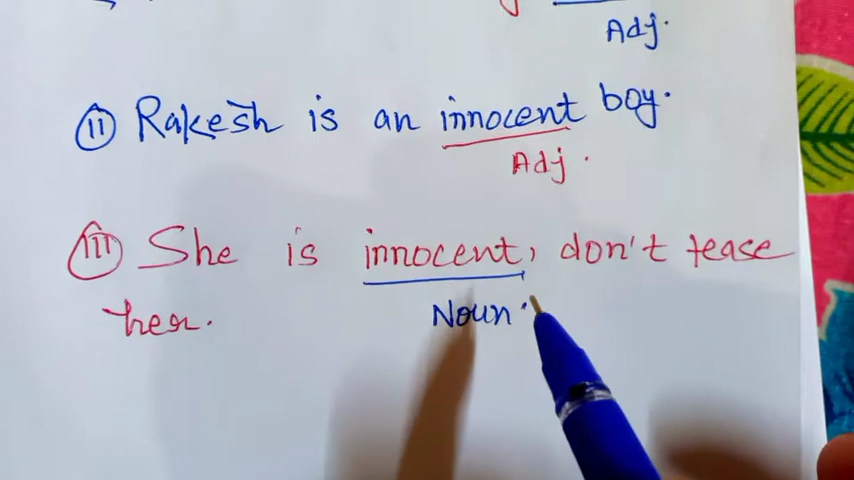 Adj.
(ii) Rakesh is an innocent boy.
Adj.
(iii) She is innocent, don't tease
her.
Noun.